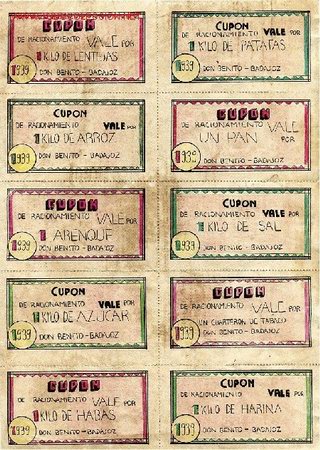 CUPON
DE RACIONAMIENTO VALE POR
1 KILO DE LENTEJAS
1939
DON BENITO - BADAJOZ
CUPON
DE RACIONAMIENTO VALE POR
1 KILO DE PATATAS
1939
DON BENITO - BADAJOZ
CUPON
DE RACIONAMIENTO VALE POR
1 KILO DE ARROZ
1939
DON BENITO - BADAJOZ
CUPON
DE RACIONAMIENTO VALE POR
UN PAN
1939
DON BENITO - BADAJOZ
CUPON
DE RACIONAMIENTO VALE POR
1 ARENQUE
1939
DON BENITO - BADAJOZ
CUPON
DE RACIONAMIENTO VALE POR
1 KILO DE SAL
1939
DON BENITO - BADAJOZ
CUPON
DE RACIONAMIENTO VALE POR
1 KILO DE AZUCAR
1939
DON BENITO - BADAJOZ
CUPON
DE RACIONAMIENTO VALE POR
UN CUARTERON DE TABACO
1939
DON BENITO - BADAJOZ
CUPON
DE RACIONAMIENTO VALE POR
1 KILO DE HABAS
1939
DON BENITO - BADAJOZ
CUPON
DE RACIONAMIENTO VALE POR
1 KILO DE HARINA
1939
DON BENITO - BADAJOZ